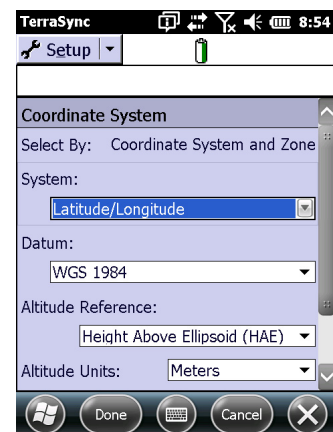 TerraSync 8:54
Setup
Coordinate System
Select By: Coordinate System and Zone
System:
Latitude/Longitude
Datum:
WGS 1984
Altitude Reference:
Height Above Ellipsoid (HAE)
Altitude Units: Meters
Done Cancel